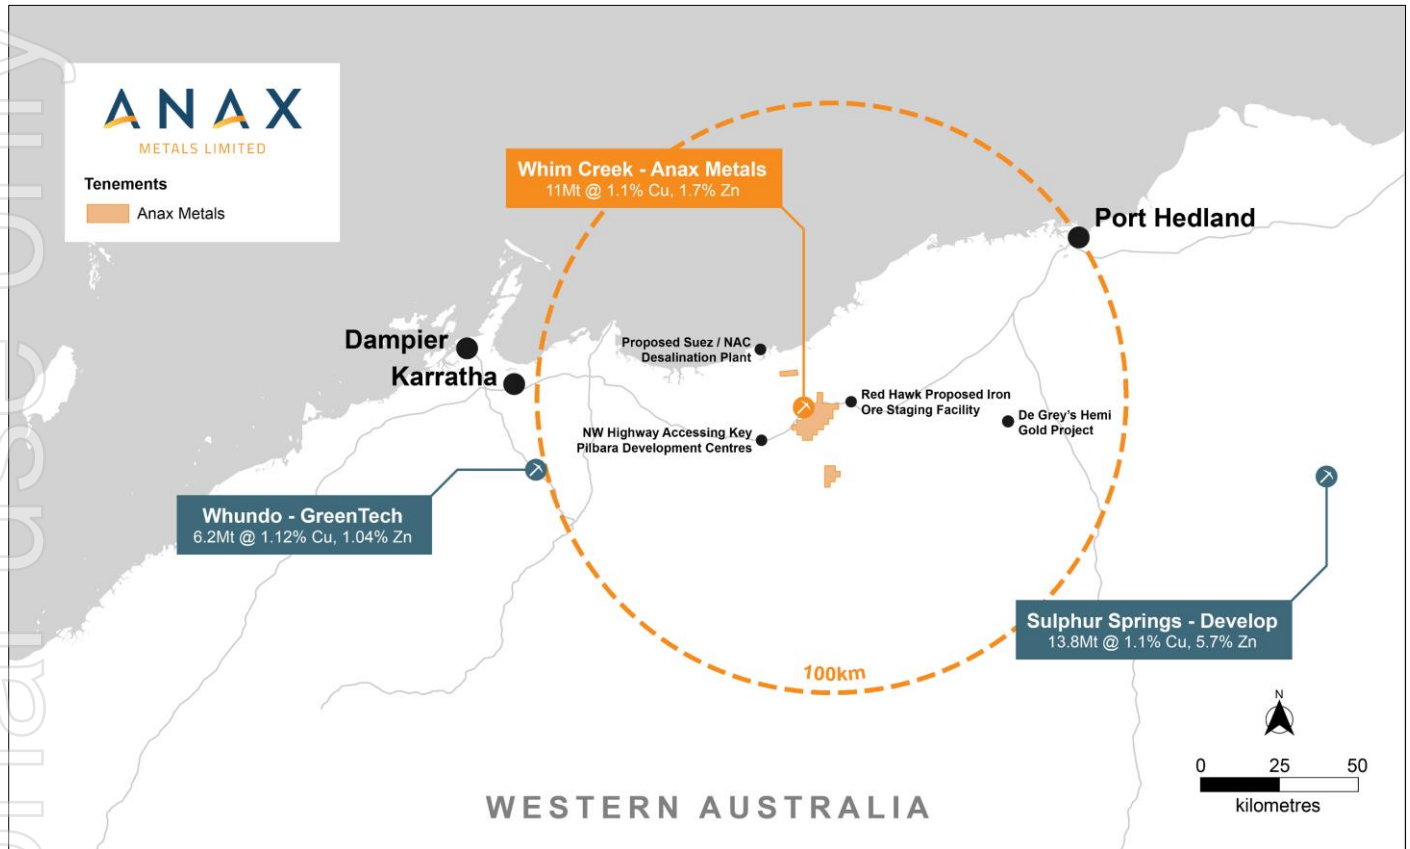 ANAX
METALS LIMITED
Tenements
Anax Metals
Whim Creek - Anax Metals
11Mt @ 1.1% Cu, 1.7% Zn
Port Hedland
Dampier
Karratha
Proposed Suez / NAC
Desalination Plant
Red Hawk Proposed Iron
Ore Staging Facility
De Grey's Hemi
Gold Project
NW Highway Accessing Key
Pilbara Development Centres
Whundo - GreenTech
6.2Mt @ 1.12% Cu, 1.04% Zn
Sulphur Springs - Develop
13.8Mt @ 1.1% Cu, 5.7% Zn
100km
N
0 25 50
kilometres
WESTERN AUSTRALIA
use only